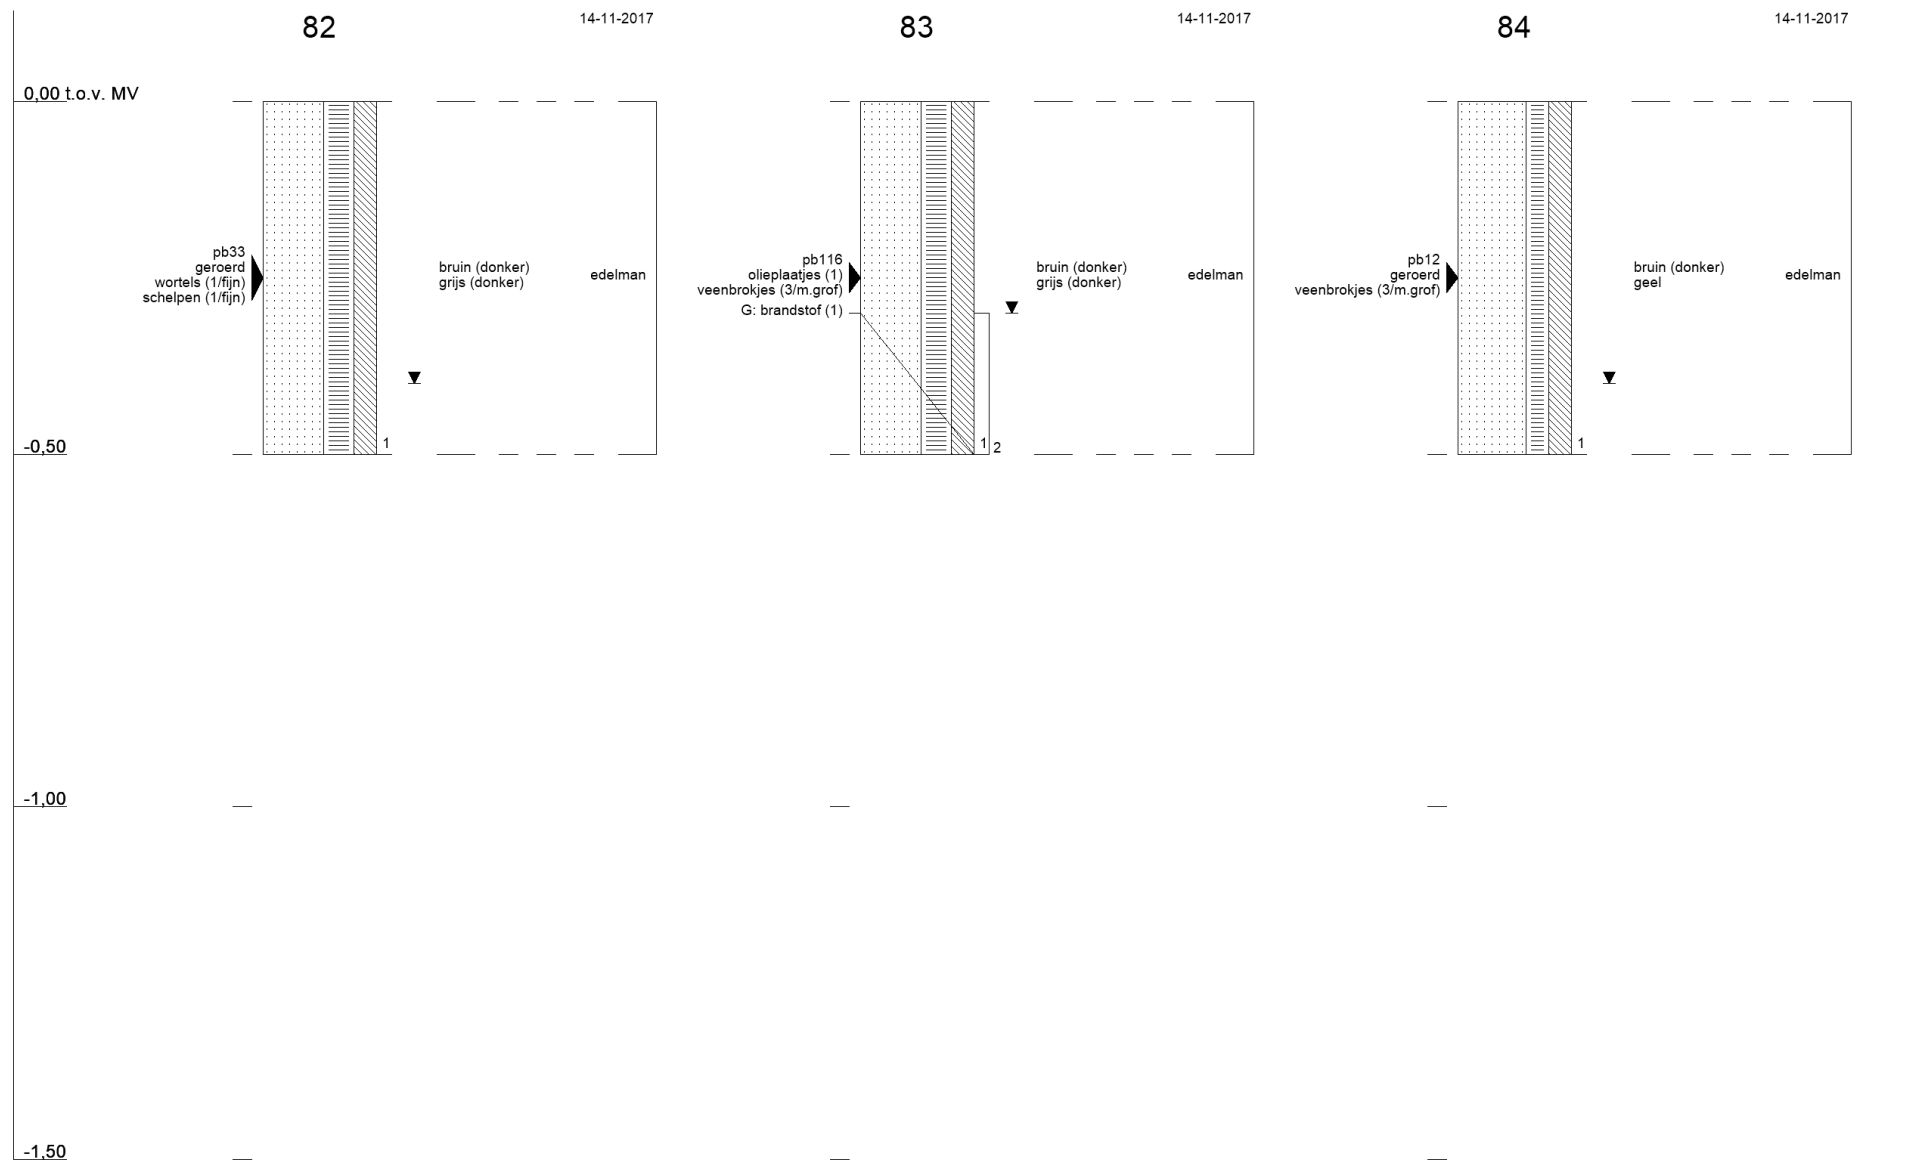 82
14-11-2017
83
14-11-2017
84
14-11-2017
0,00 t.o.v. MV
pb33
geroerd
wortels (1/fijn)
schelpen (1/fijn)
bruin (donker)
grijs (donker)
edelman
1
pb116
olieplaatjes (1)
veenbrokjes (3/m.grof)
G: brandstof (1)
bruin (donker)
grijs (donker)
edelman
1
2
pb12
geroerd
veenbrokjes (3/m.grof)
bruin (donker)
geel
edelman
1
-0,50
-1,00
-1,50